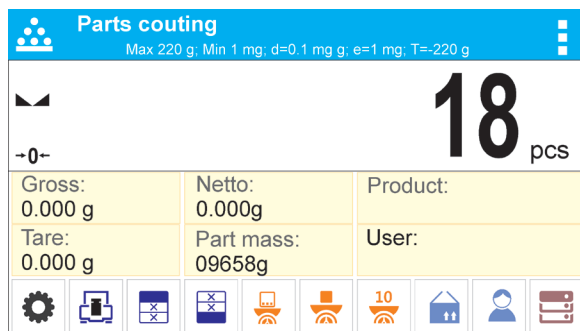 Parts couting
Max 220 g; Min 1 mg; d=0.1 mg g; e=1 mg; T=-220 g
18 pcs
→0←
Gross:
0.000 g
Netto:
0.000g
Product:
Tare:
0.000 g
Part mass:
09658g
User:
10